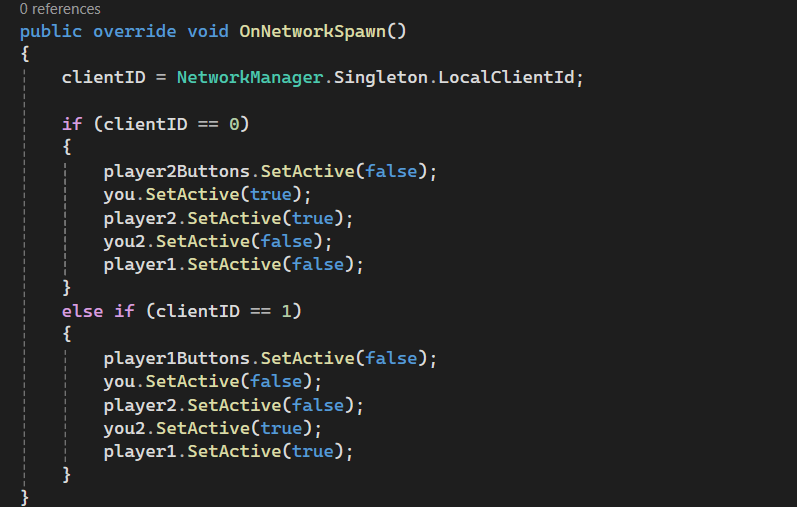 0 references
public override void OnNetworkSpawn()
{
    clientID = NetworkManager.Singleton.LocalClientId;

    if (clientID == 0)
    {
        player2Buttons.SetActive(false);
        you.SetActive(true);
        player2.SetActive(true);
        you2.SetActive(false);
        player1.SetActive(false);
    }
    else if (clientID == 1)
    {
        player1Buttons.SetActive(false);
        you.SetActive(false);
        player2.SetActive(false);
        you2.SetActive(true);
        player1.SetActive(true);
    }
}